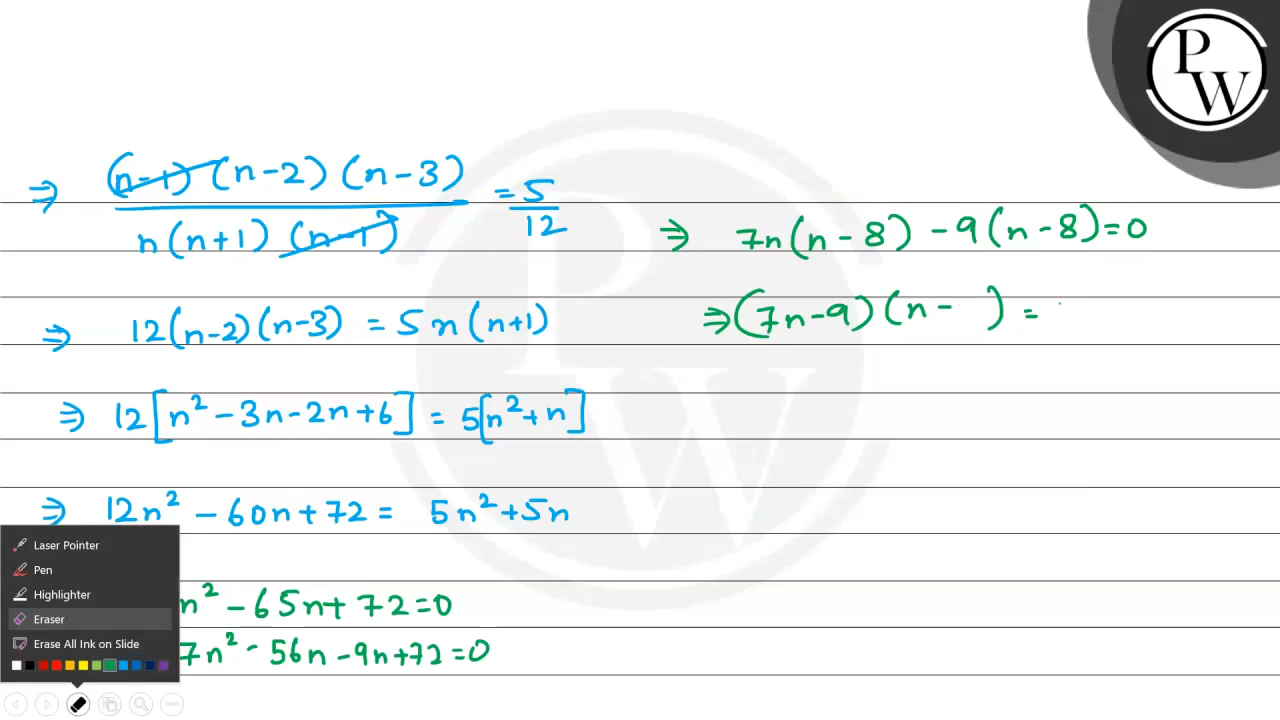 PW
⇒ (n-1)(n-2)(n-3) / n(n+1)(n-1) = 5/12
⇒ 12(n-2)(n-3) = 5n(n+1)
⇒ 12[n² - 3n - 2n + 6] = 5[n² + n]
⇒ 12n² - 60n + 72 = 5n² + 5n
n² - 65n + 72 = 0
7n² - 56n - 9n + 72 = 0
⇒ 7n(n - 8) - 9(n - 8) = 0
⇒ (7n - 9)(n - ) =
Laser Pointer
Pen
Highlighter
Eraser
Erase All Ink on Slide
PW